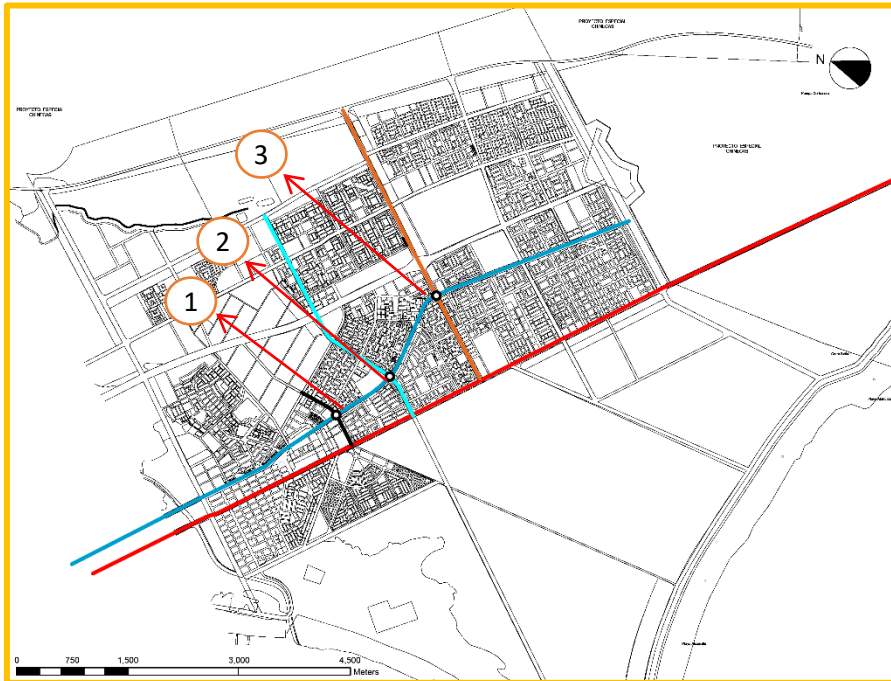 PROYECTO ESPECIAL
CHINECAS
N
PROYTETO ESPECIAL
CHINECAS
3
PROYECTO ESPECIAL
CHINECAS
2
1
0 750 1,500 3,000 4,500
Meters